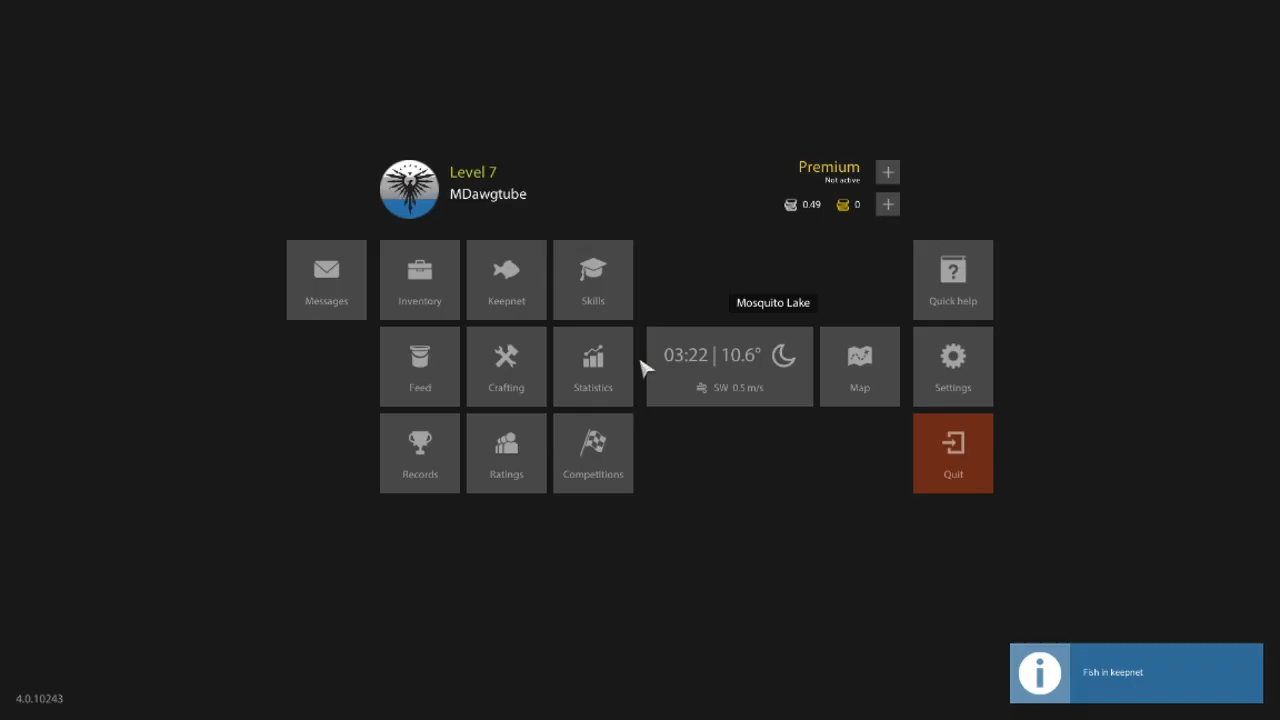 Level 7
MDawgtube
Premium
Not active
0.49 0
Messages
Inventory
Keepnet
Skills
Mosquito Lake
Quick help
Feed
Crafting
Statistics
03:22 | 10.6°
SW 0.5 m/s
Map
Settings
Records
Ratings
Competitions
Quit
Fish in keepnet
4.0.10243